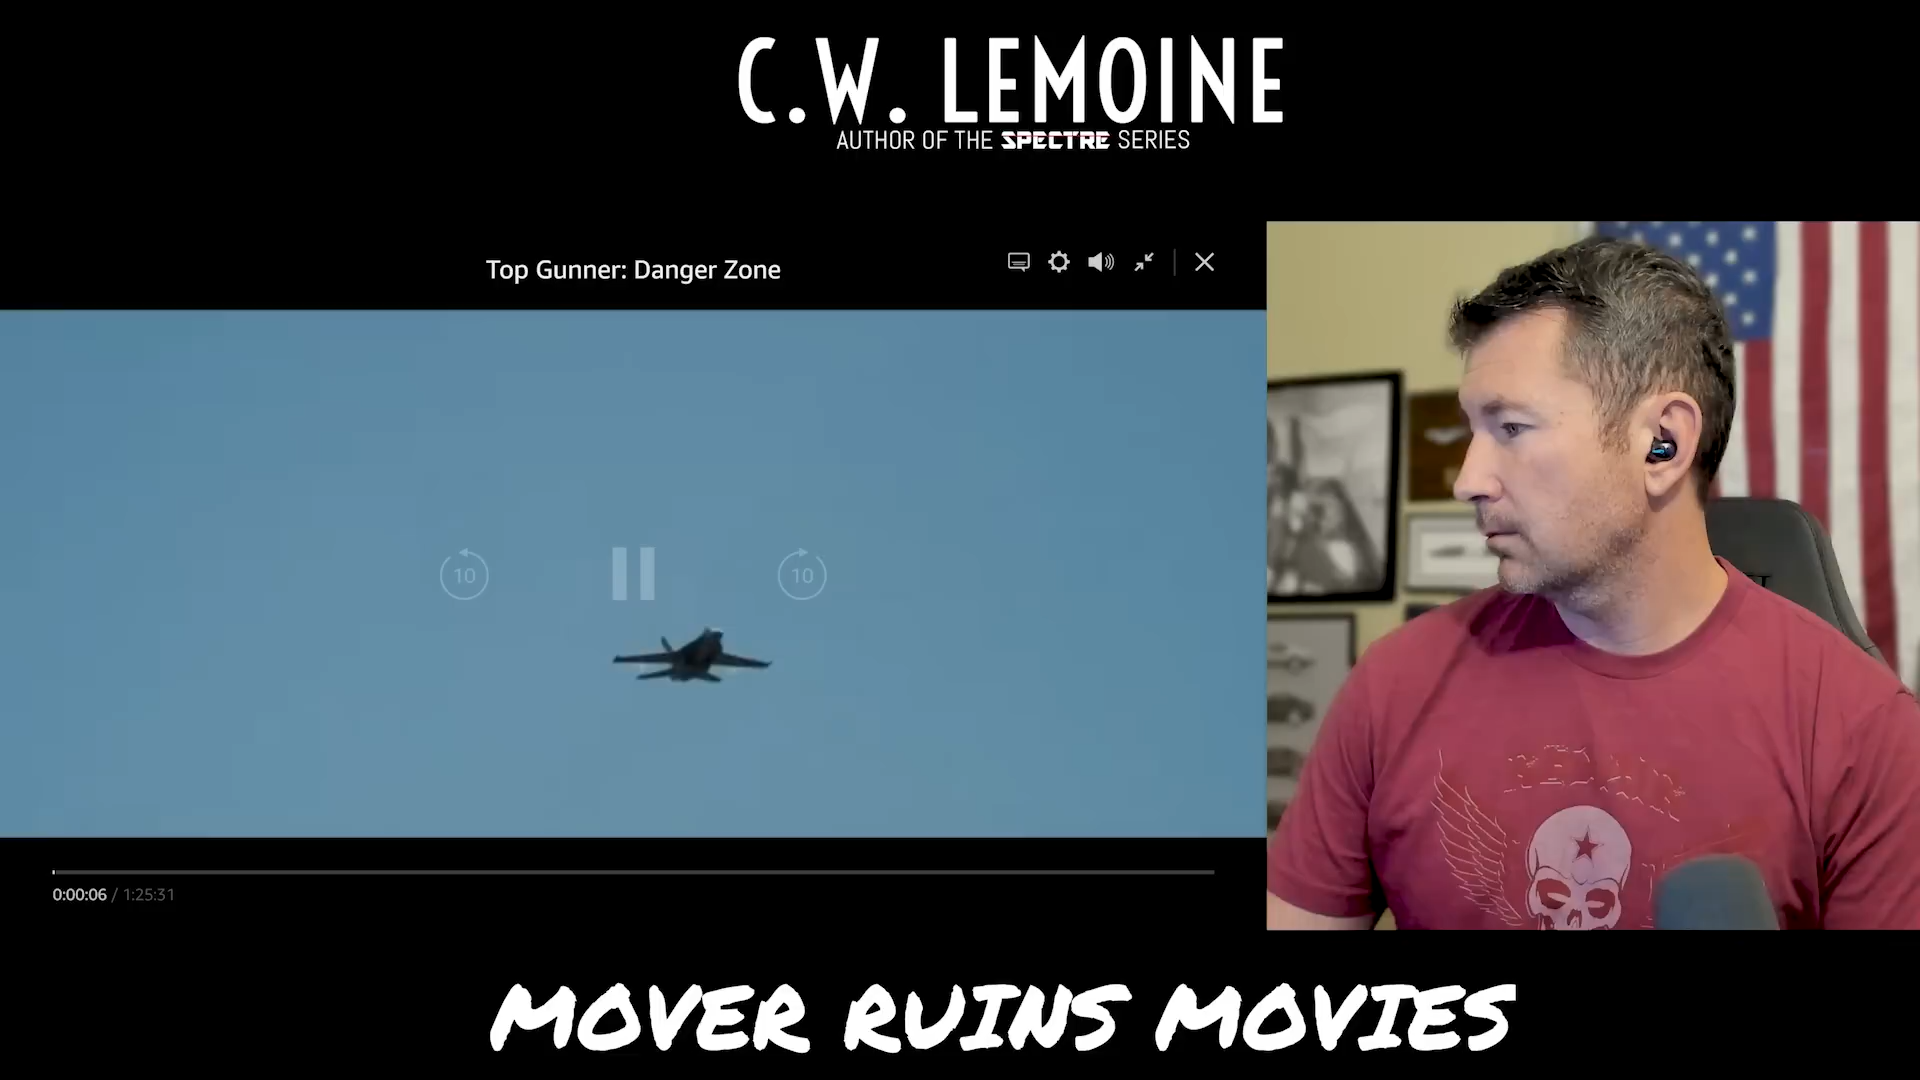 C.W. LEMOINE
AUTHOR OF THE SPECTRE SERIES
Top Gunner: Danger Zone
10
10
0:00:06 / 1:25:31
MOVER RUINS MOVIES